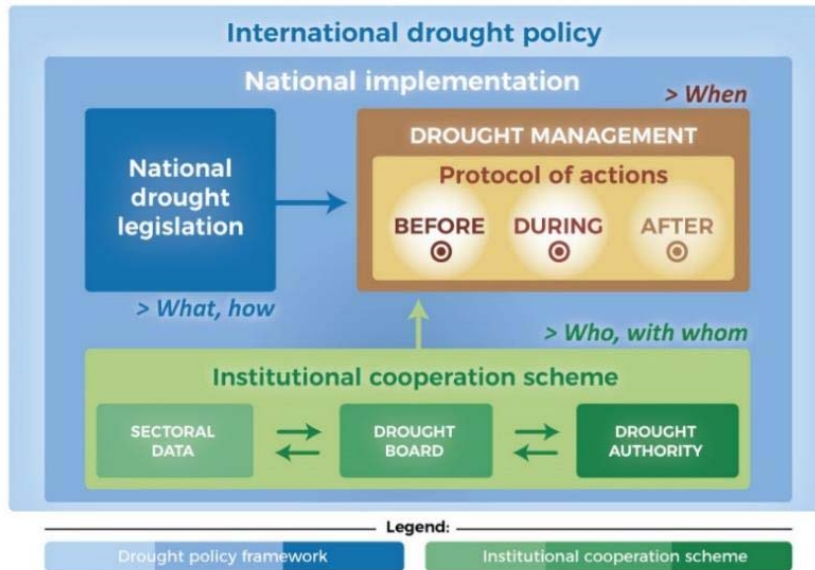 International drought policy
National implementation
> When
National
drought
legislation
DROUGHT MANAGEMENT
Protocol of actions
BEFORE DURING AFTER
> What, how
> Who, with whom
Institutional cooperation scheme
SECTORAL
DATA
DROUGHT
BOARD
DROUGHT
AUTHORITY
Legend:
Drought policy framework
Institutional cooperation scheme